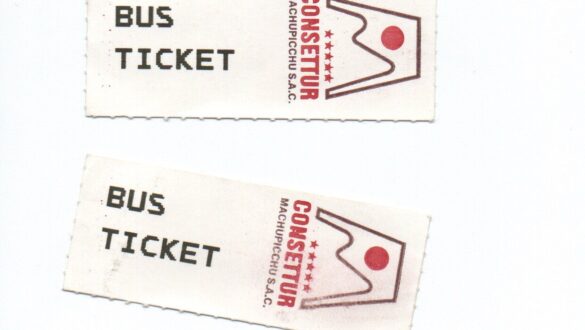 BUS
TICKET
CONSETTUR
MACHUPICCHU S.A.C.
BUS
TICKET
CONSETTUR
MACHUPICCHU S.A.C.